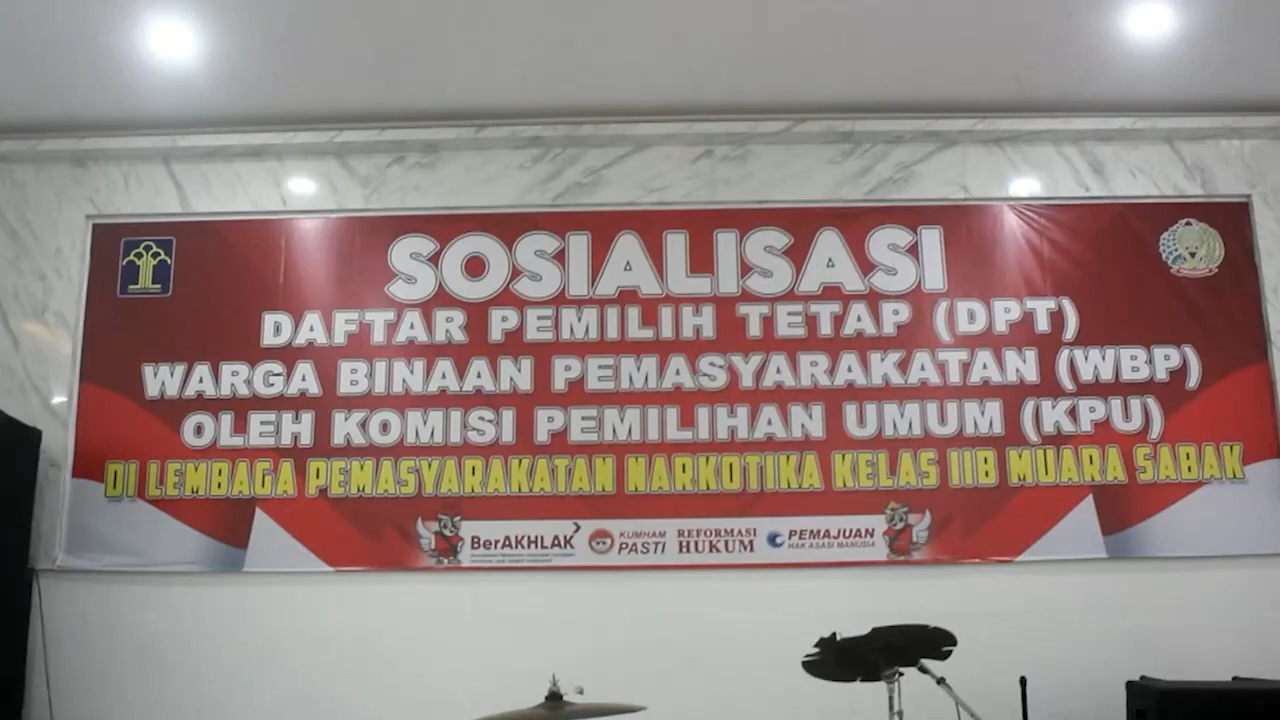 SOSIALISASI
DAFTAR PEMILIH TETAP (DPT)
WARGA BINAAN PEMASYARAKATAN (WBP)
OLEH KOMISI PEMILIHAN UMUM (KPU)
DI LEMBAGA PEMASYARAKATAN NARKOTIKA KELAS IIB MUARA SABAK
BerAKHLAK
KUMHAM
PASTI
REFORMASI
HUKUM
PEMAJUAN
HAK ASASI MANUSIA